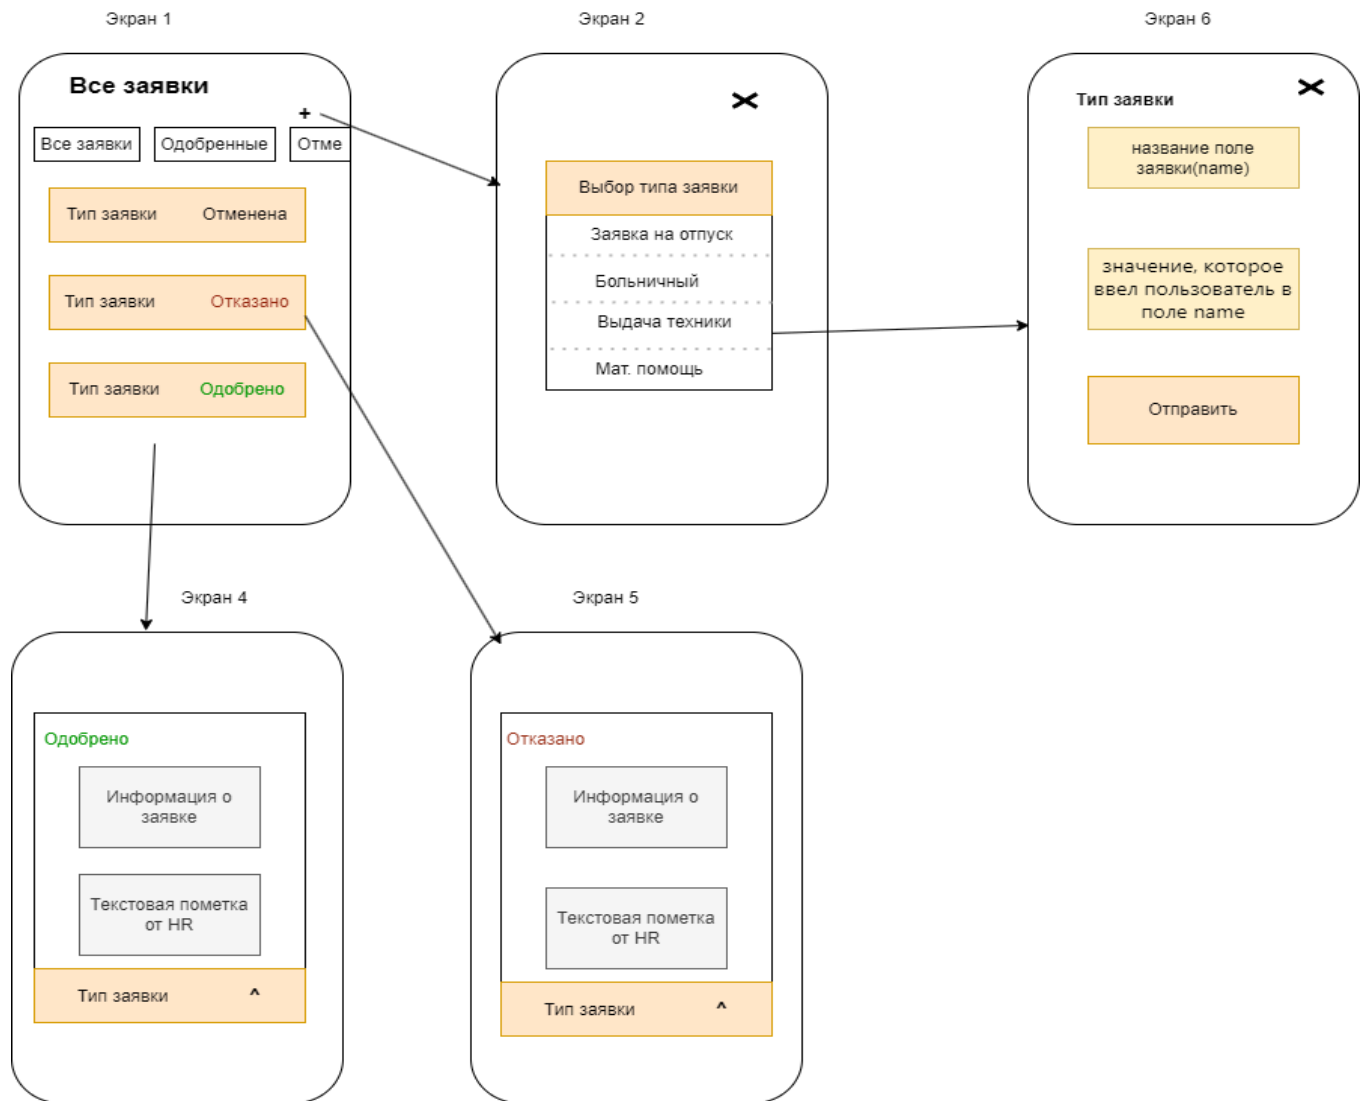 Экран 1
Экран 2
Экран 6
Все заявки
+
Все заявки
Одобренные
Отме
Тип заявки Отменена
Тип заявки Отказано
Тип заявки Одобрено
Выбор типа заявки
Заявка на отпуск
Больничный
Выдача техники
Мат. помощь
Тип заявки
название поле
заявки(name)
значение, которое
ввел пользователь в
поле name
Отправить
Экран 4
Экран 5
Одобрено
Информация о
заявке
Текстовая пометка
от HR
Тип заявки ^
Отказано
Информация о
заявке
Текстовая пометка
от HR
Тип заявки ^